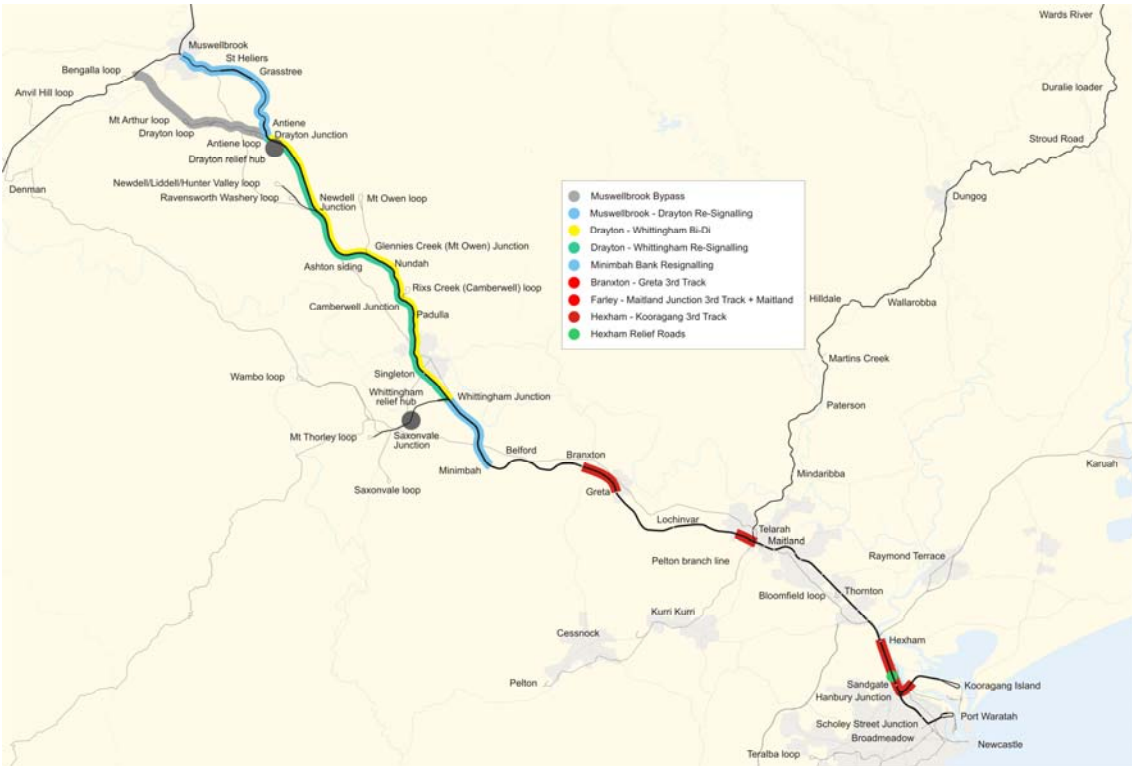 Wards River
Muswellbrook
St Heliers
Bengalla loop
Grasstree
Duralie loader
Anvil Hill loop
Mt Arthur loop
Antiene
Drayton loop
Drayton Junction
Stroud Road
Antiene loop
Drayton relief hub
Denman
Newdell/Liddell/Hunter Valley loop
Ravensworth Washery loop
Newdell
Junction
Mt Owen loop
Dungog
Muswellbrook Bypass
Muswellbrook - Drayton Re-Signalling
Drayton - Whittingham Bi-Di
Drayton - Whittingham Re-Signalling
Minimbah Bank Resignalling
Branxton - Greta 3rd Track
Farley - Maitland Junction 3rd Track + Maitland
Hexham - Kooragang 3rd Track
Hexham Relief Roads
Glennies Creek (Mt Owen) Junction
Ashton siding
Nundah
Rixs Creek (Camberwell) loop
Camberwell Junction
Padulla
Hilldale
Wallarobba
Martins Creek
Singleton
Wambo loop
Whittingham
relief hub
Whittingham Junction
Paterson
Mt Thorley loop
Saxonvale
Junction
Belford
Branxton
Minimbah
Karuah
Mindaribba
Saxonvale loop
Greta
Lochinvar
Telarah
Maitland
Pelton branch line
Raymond Terrace
Bloomfield loop
Thornton
Kurri Kurri
Cessnock
Hexham
Pelton
Sandgate
Kooragang Island
Hanbury Junction
Port Waratah
Scholey Street Junction
Broadmeadow
Newcastle
Teralba loop